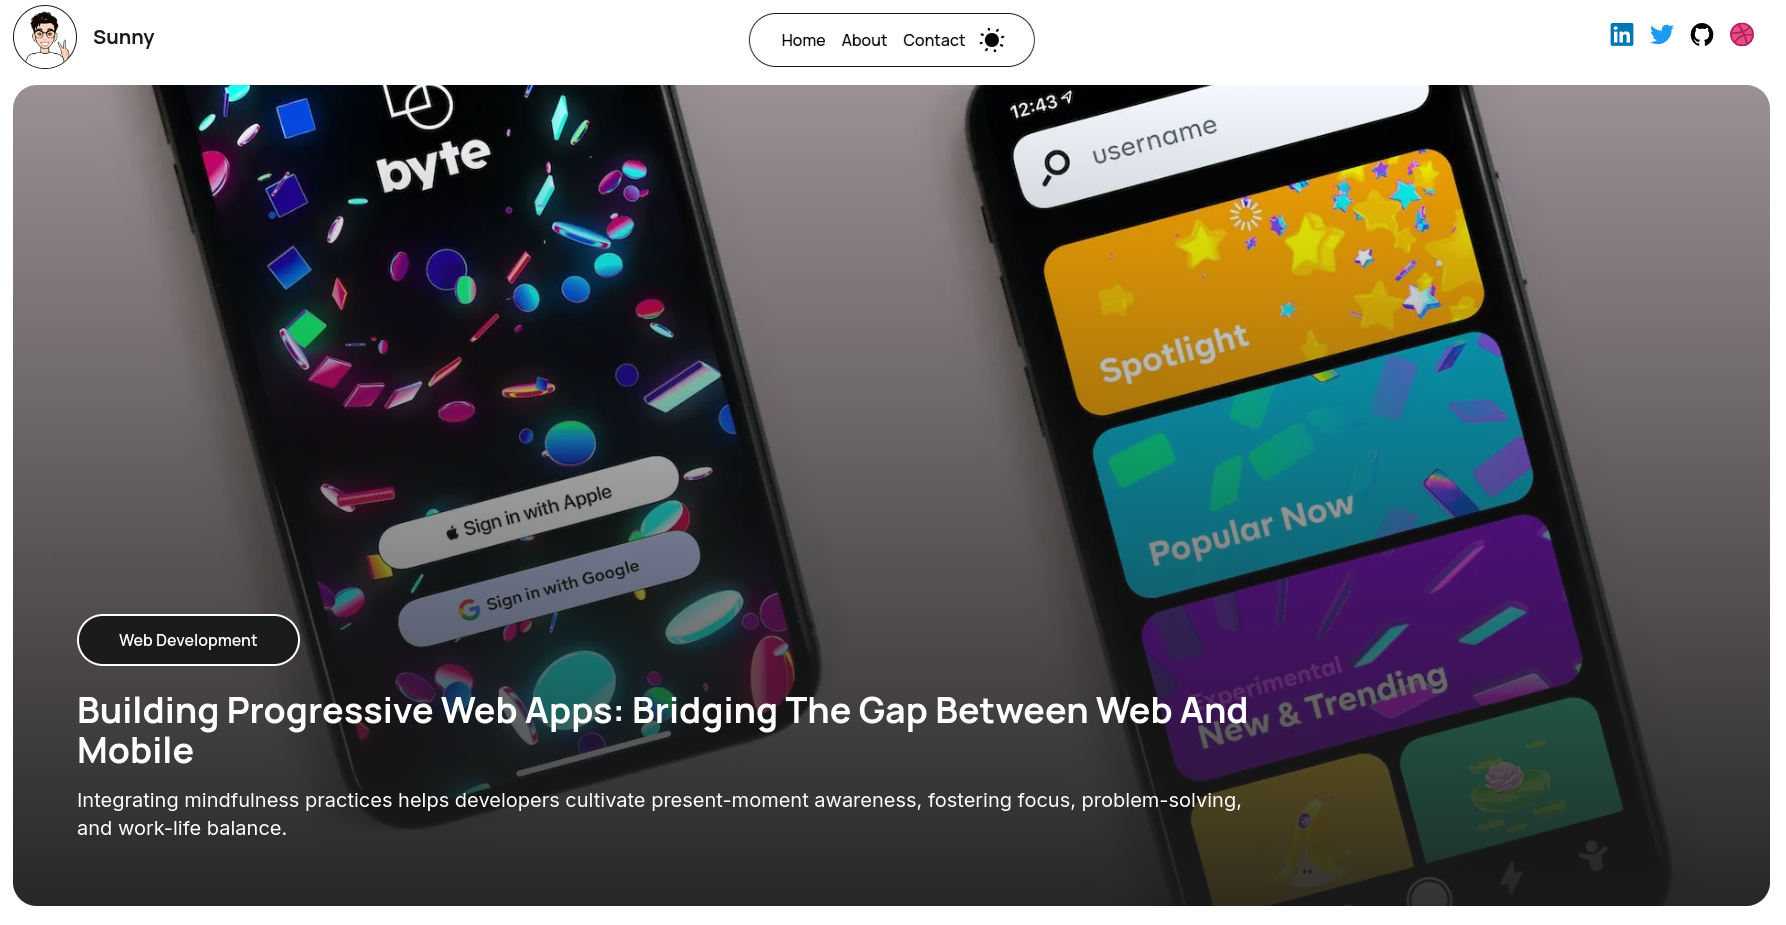 Sunny
Home About Contact
12:43
username
byte
Spotlight
Popular Now
Sign in with Apple
Sign in with Google
Experimental
New & Trending
Web Development
Building Progressive Web Apps: Bridging The Gap Between Web And
Mobile
Integrating mindfulness practices helps developers cultivate present-moment awareness, fostering focus, problem-solving,
and work-life balance.